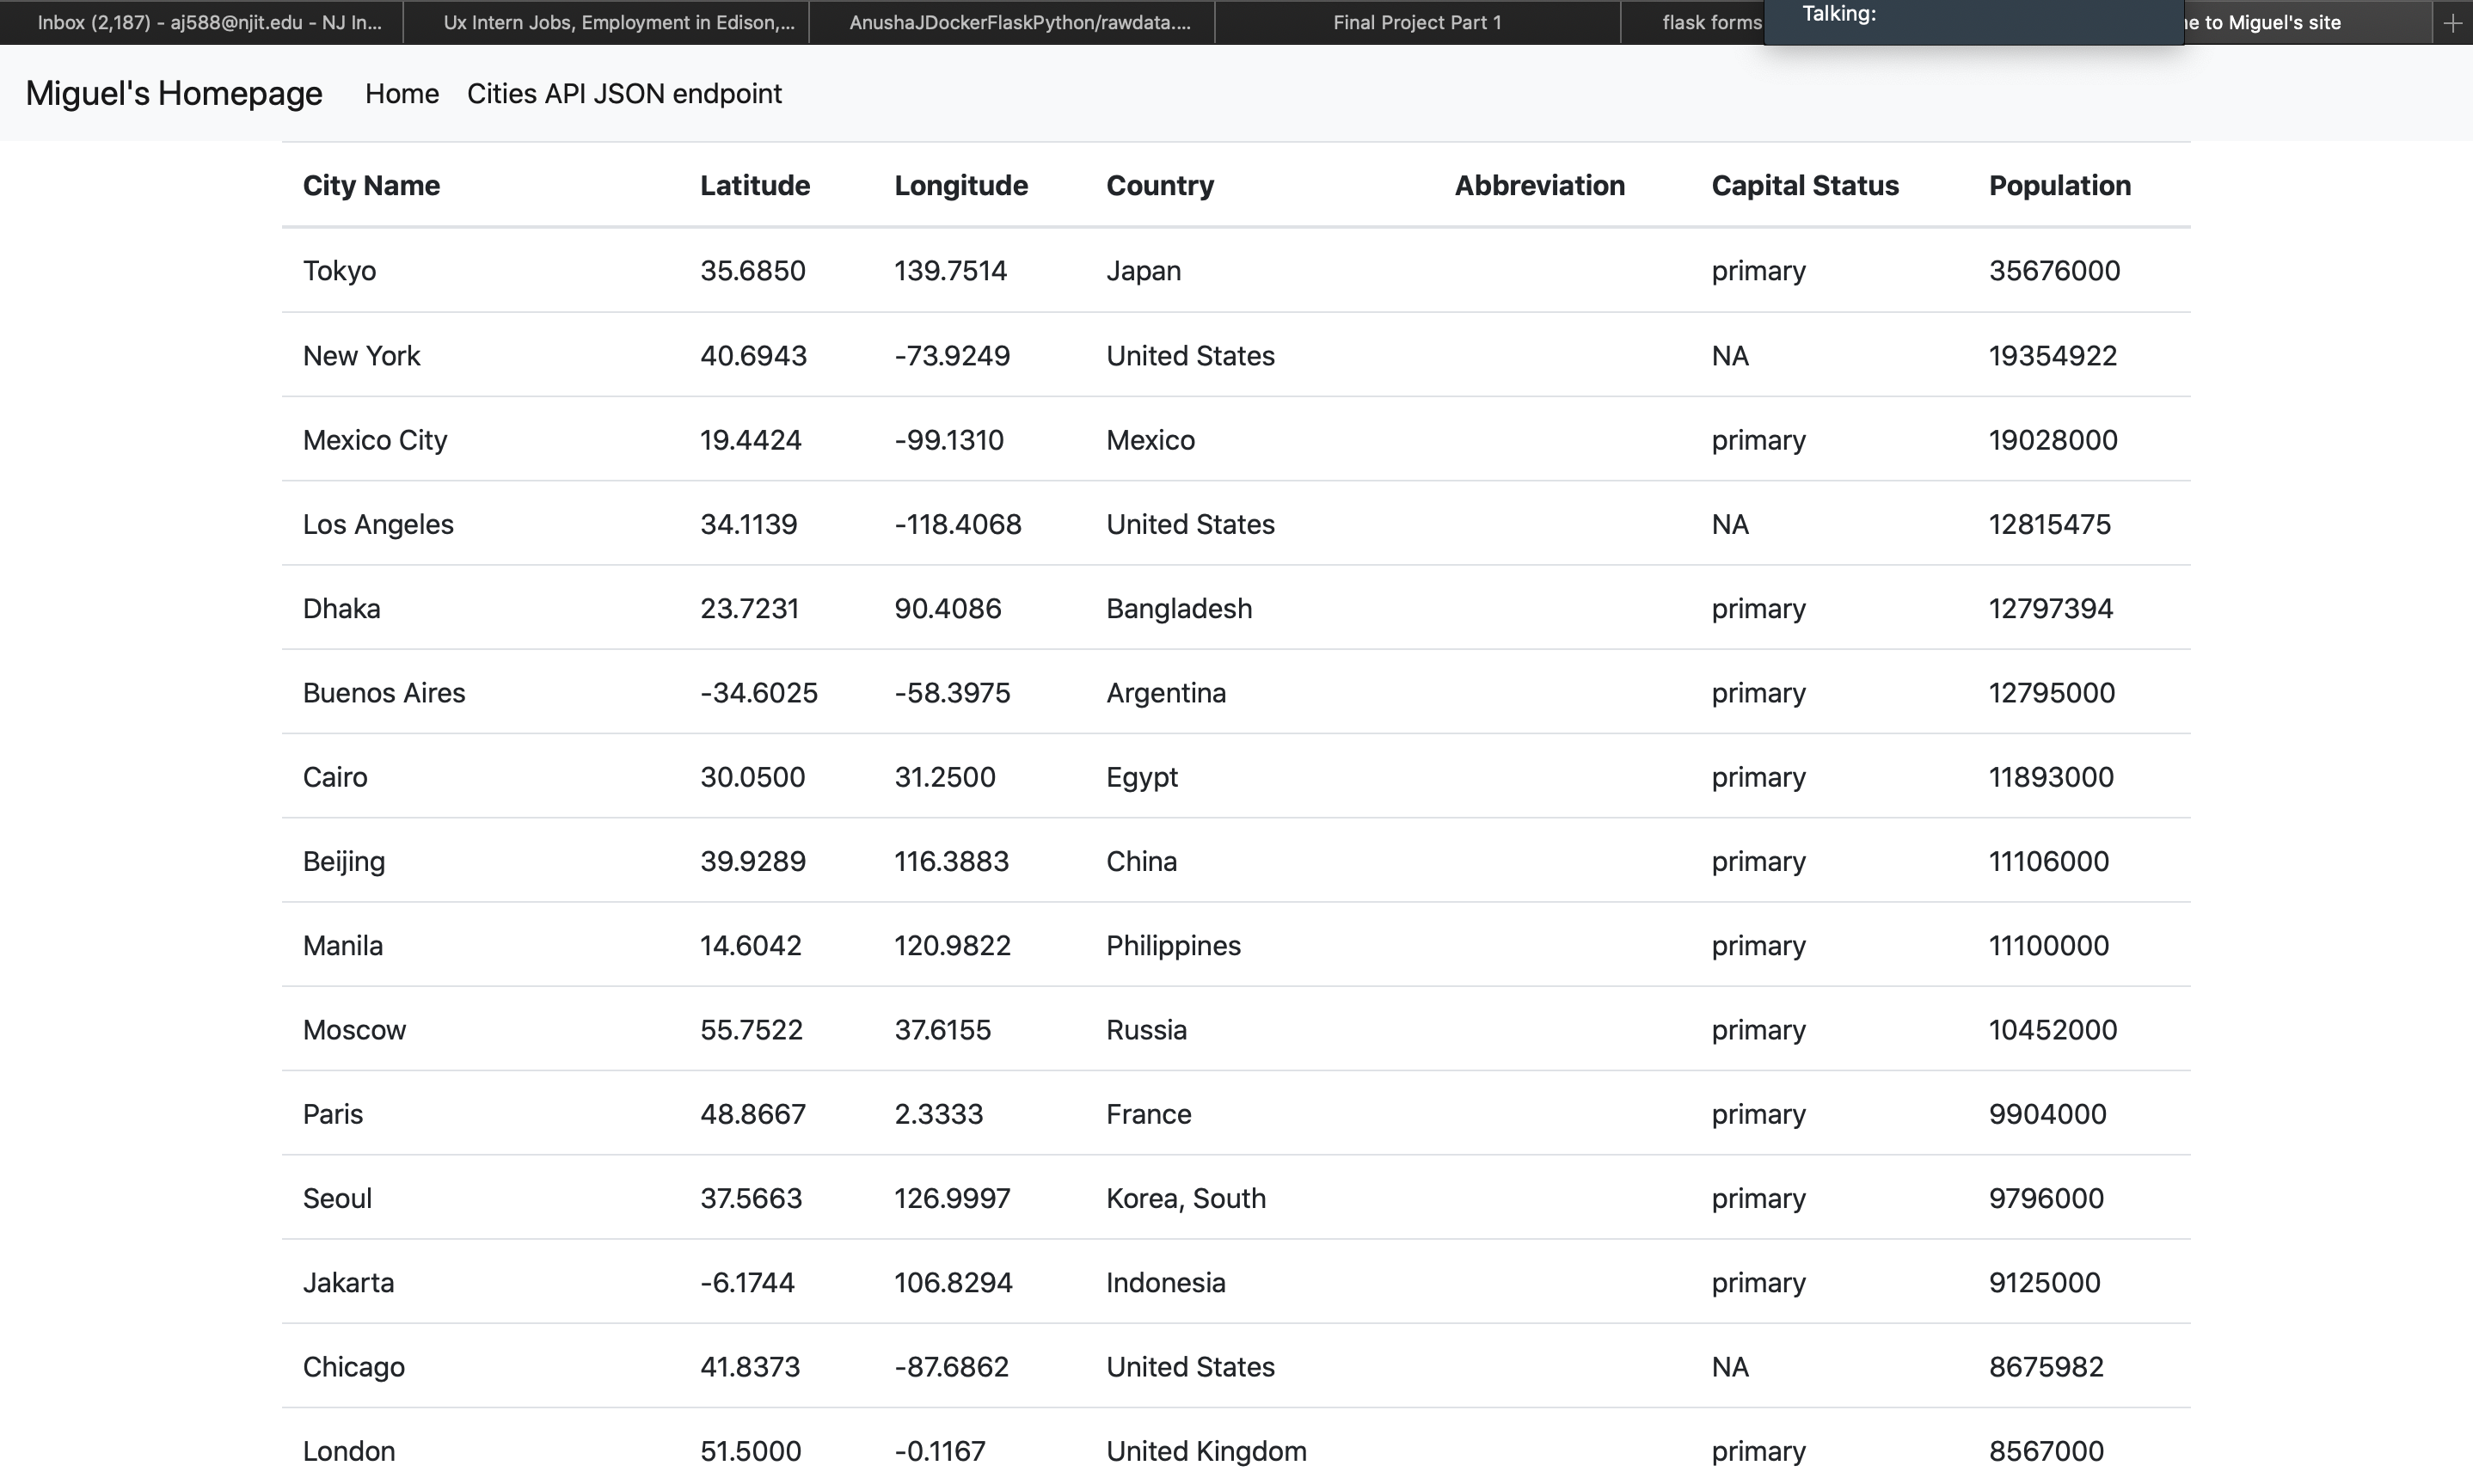 Inbox (2,187) - aj588@njit.edu - NJ In... Ux Intern Jobs, Employment in Edison,... AnushaJDockerFlaskPython/rawdata.... Final Project Part 1 flask forms Talking: to Miguel's site
Miguel's Homepage Home Cities API JSON endpoint
City Name Latitude Longitude Country Abbreviation Capital Status Population
Tokyo 35.6850 139.7514 Japan primary 35676000
New York 40.6943 -73.9249 United States NA 19354922
Mexico City 19.4424 -99.1310 Mexico primary 19028000
Los Angeles 34.1139 -118.4068 United States NA 12815475
Dhaka 23.7231 90.4086 Bangladesh primary 12797394
Buenos Aires -34.6025 -58.3975 Argentina primary 12795000
Cairo 30.0500 31.2500 Egypt primary 11893000
Beijing 39.9289 116.3883 China primary 11106000
Manila 14.6042 120.9822 Philippines primary 11100000
Moscow 55.7522 37.6155 Russia primary 10452000
Paris 48.8667 2.3333 France primary 9904000
Seoul 37.5663 126.9997 Korea, South primary 9796000
Jakarta -6.1744 106.8294 Indonesia primary 9125000
Chicago 41.8373 -87.6862 United States NA 8675982
London 51.5000 -0.1167 United Kingdom primary 8567000